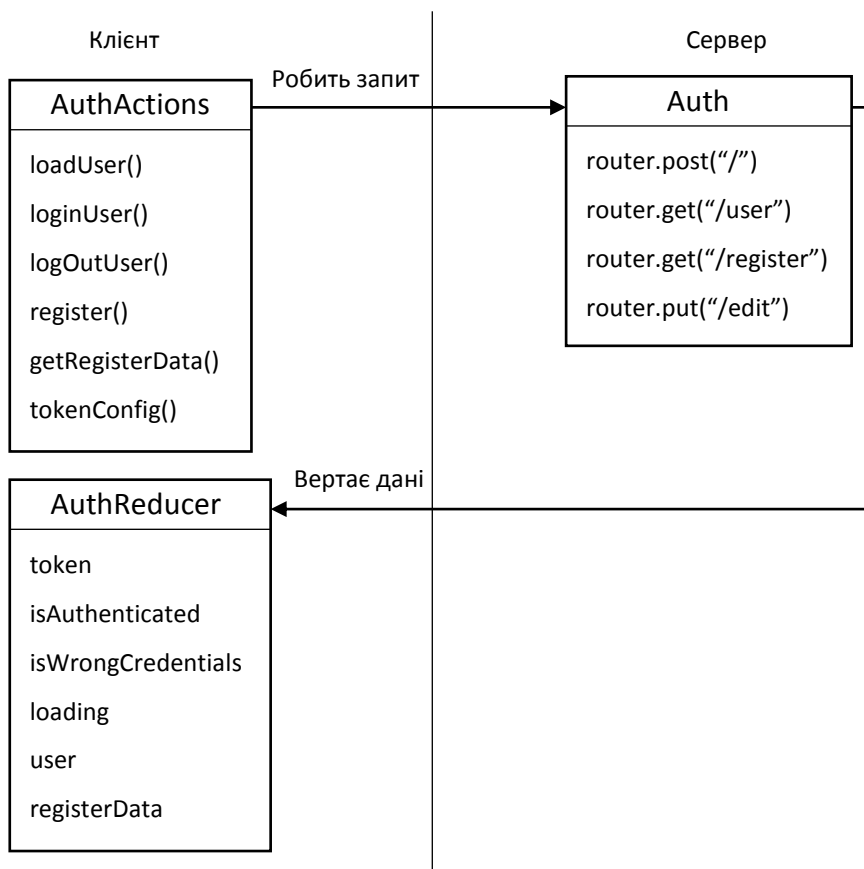 Клієнт
Сервер
Робить запит
AuthActions
loadUser()
loginUser()
logOutUser()
register()
getRegisterData()
tokenConfig()
Auth
router.post(“/”)
router.get(“/user”)
router.get(“/register”)
router.put(“/edit”)
Вертає дані
AuthReducer
token
isAuthenticated
isWrongCredentials
loading
user
registerData